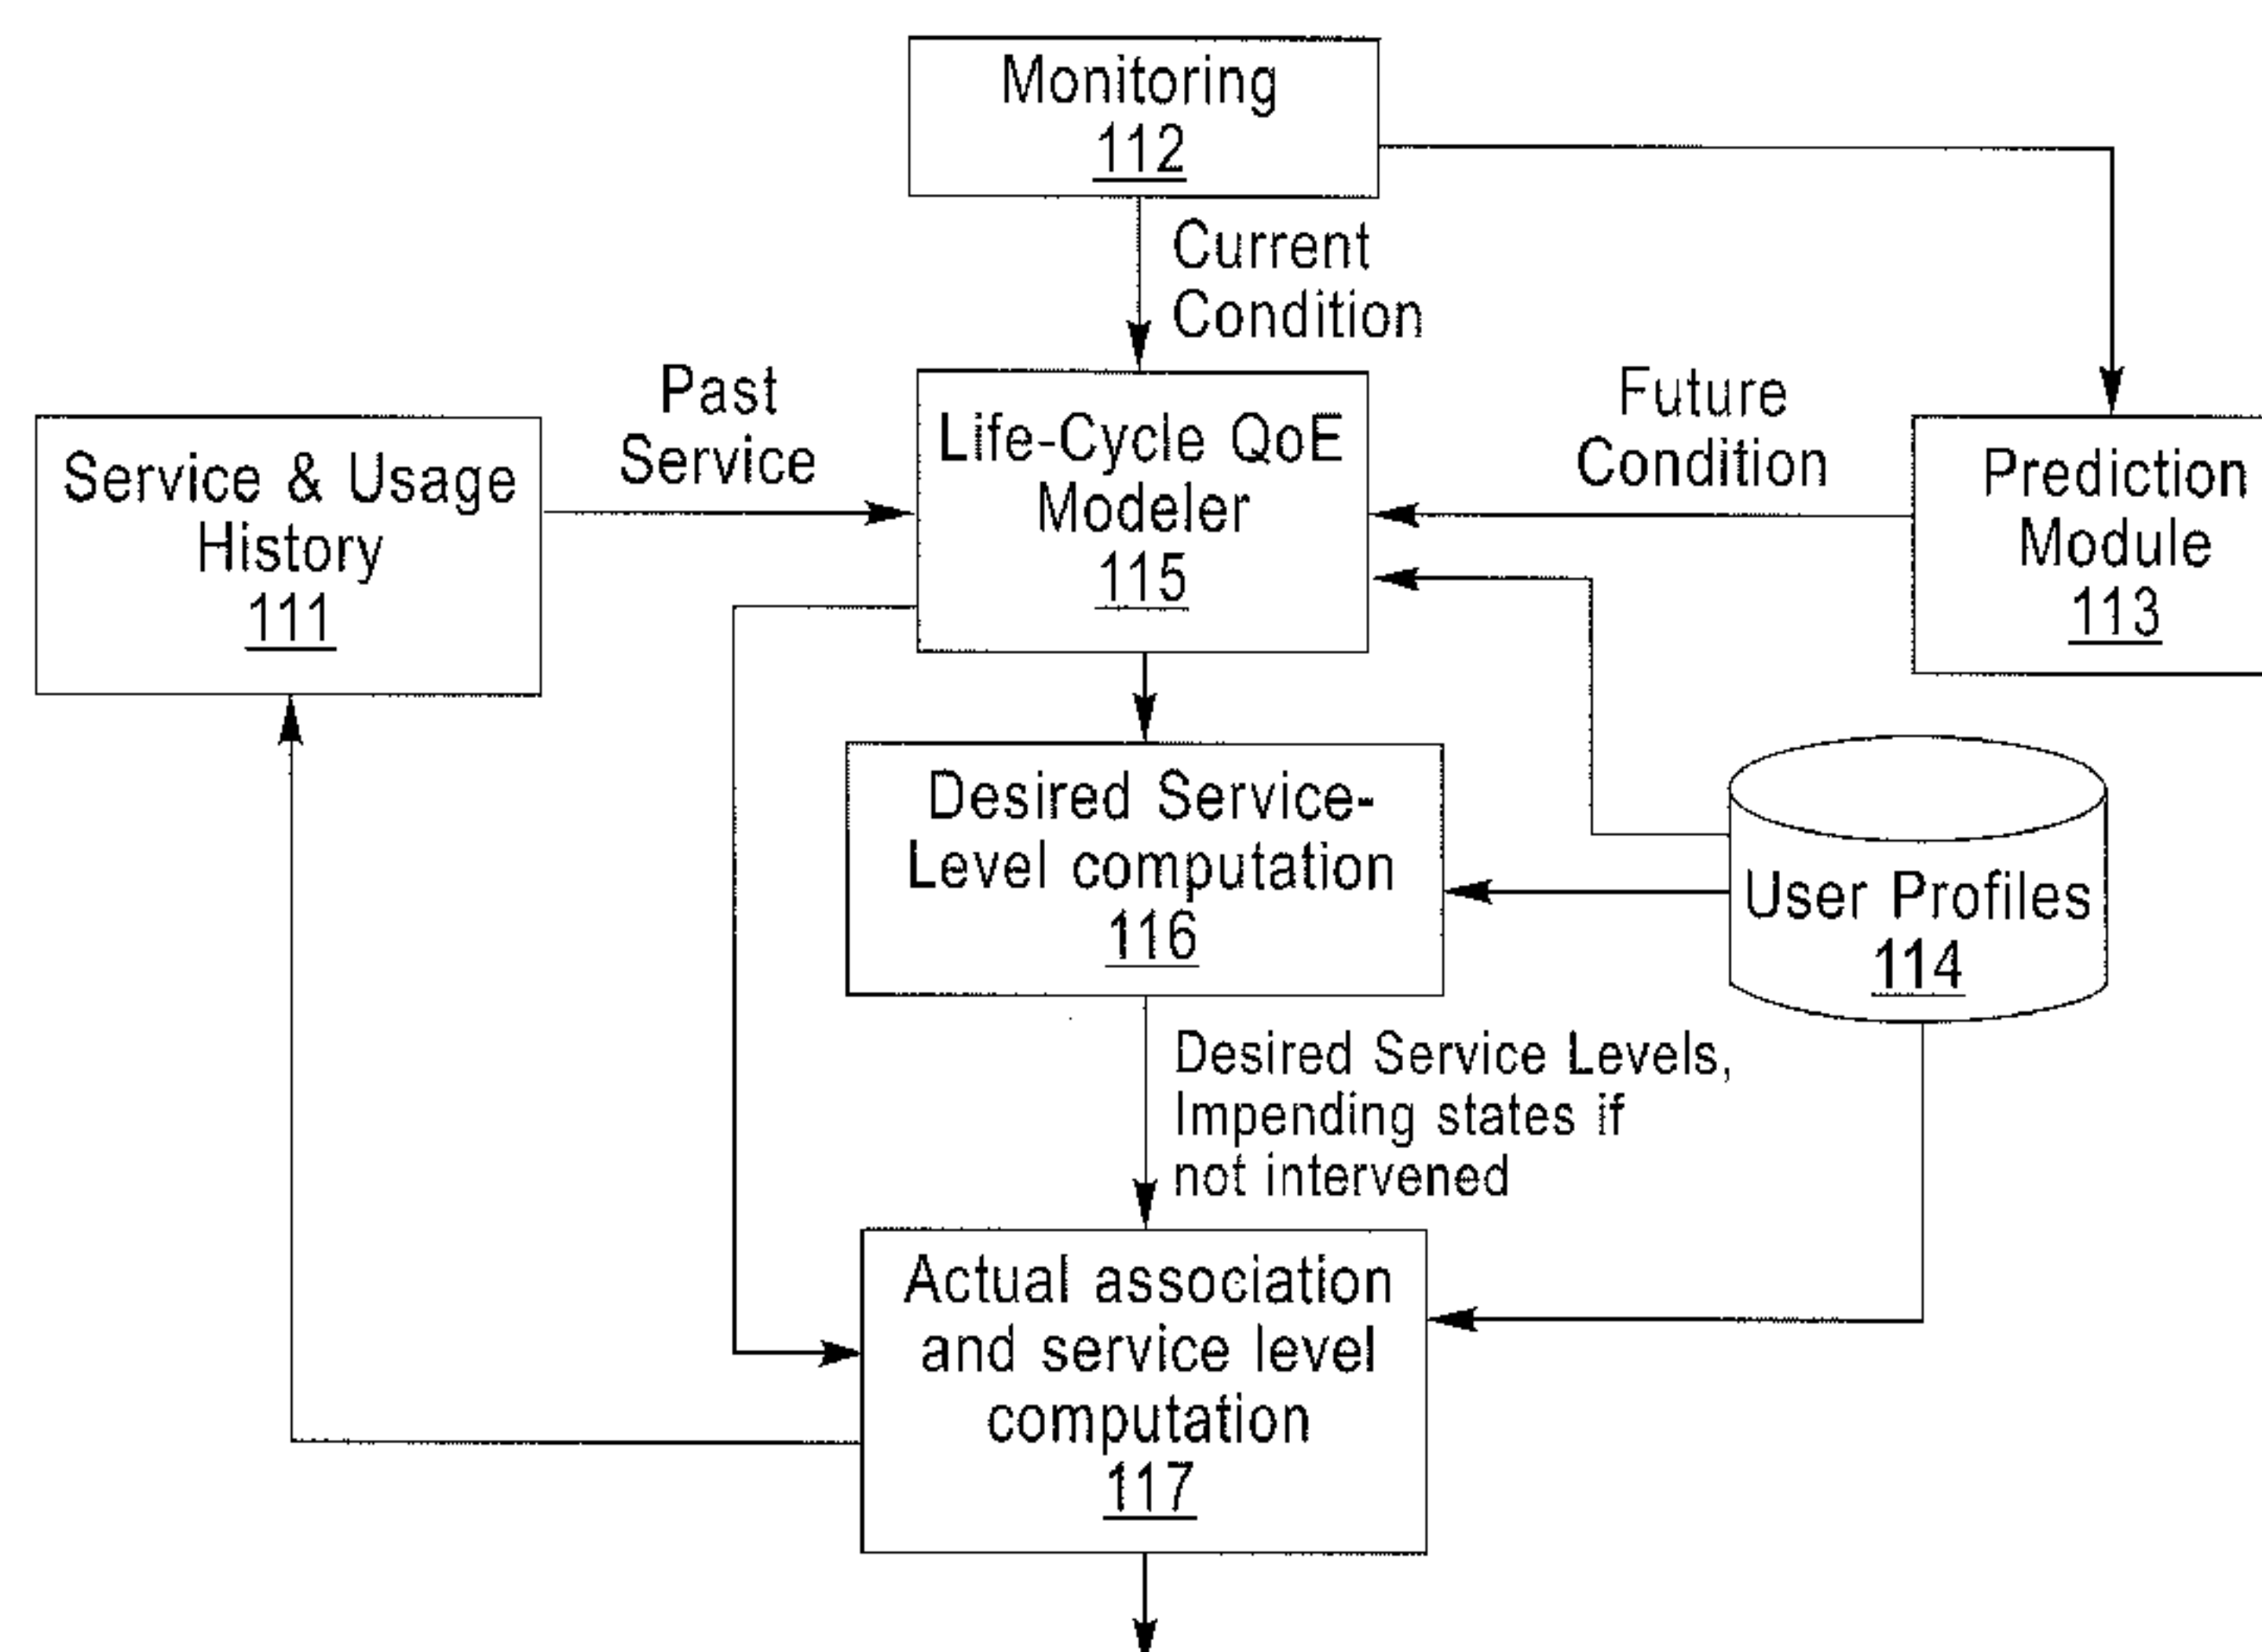 Monitoring
112
Current
Condition
Past
Service
Future
Condition
Service & Usage
History
111
Life-Cycle QoE
Modeler
115
Prediction
Module
113
Desired Service-
Level computation
116
User Profiles
114
Desired Service Levels,
Impending states if
not intervened
Actual association
and service level
computation
117